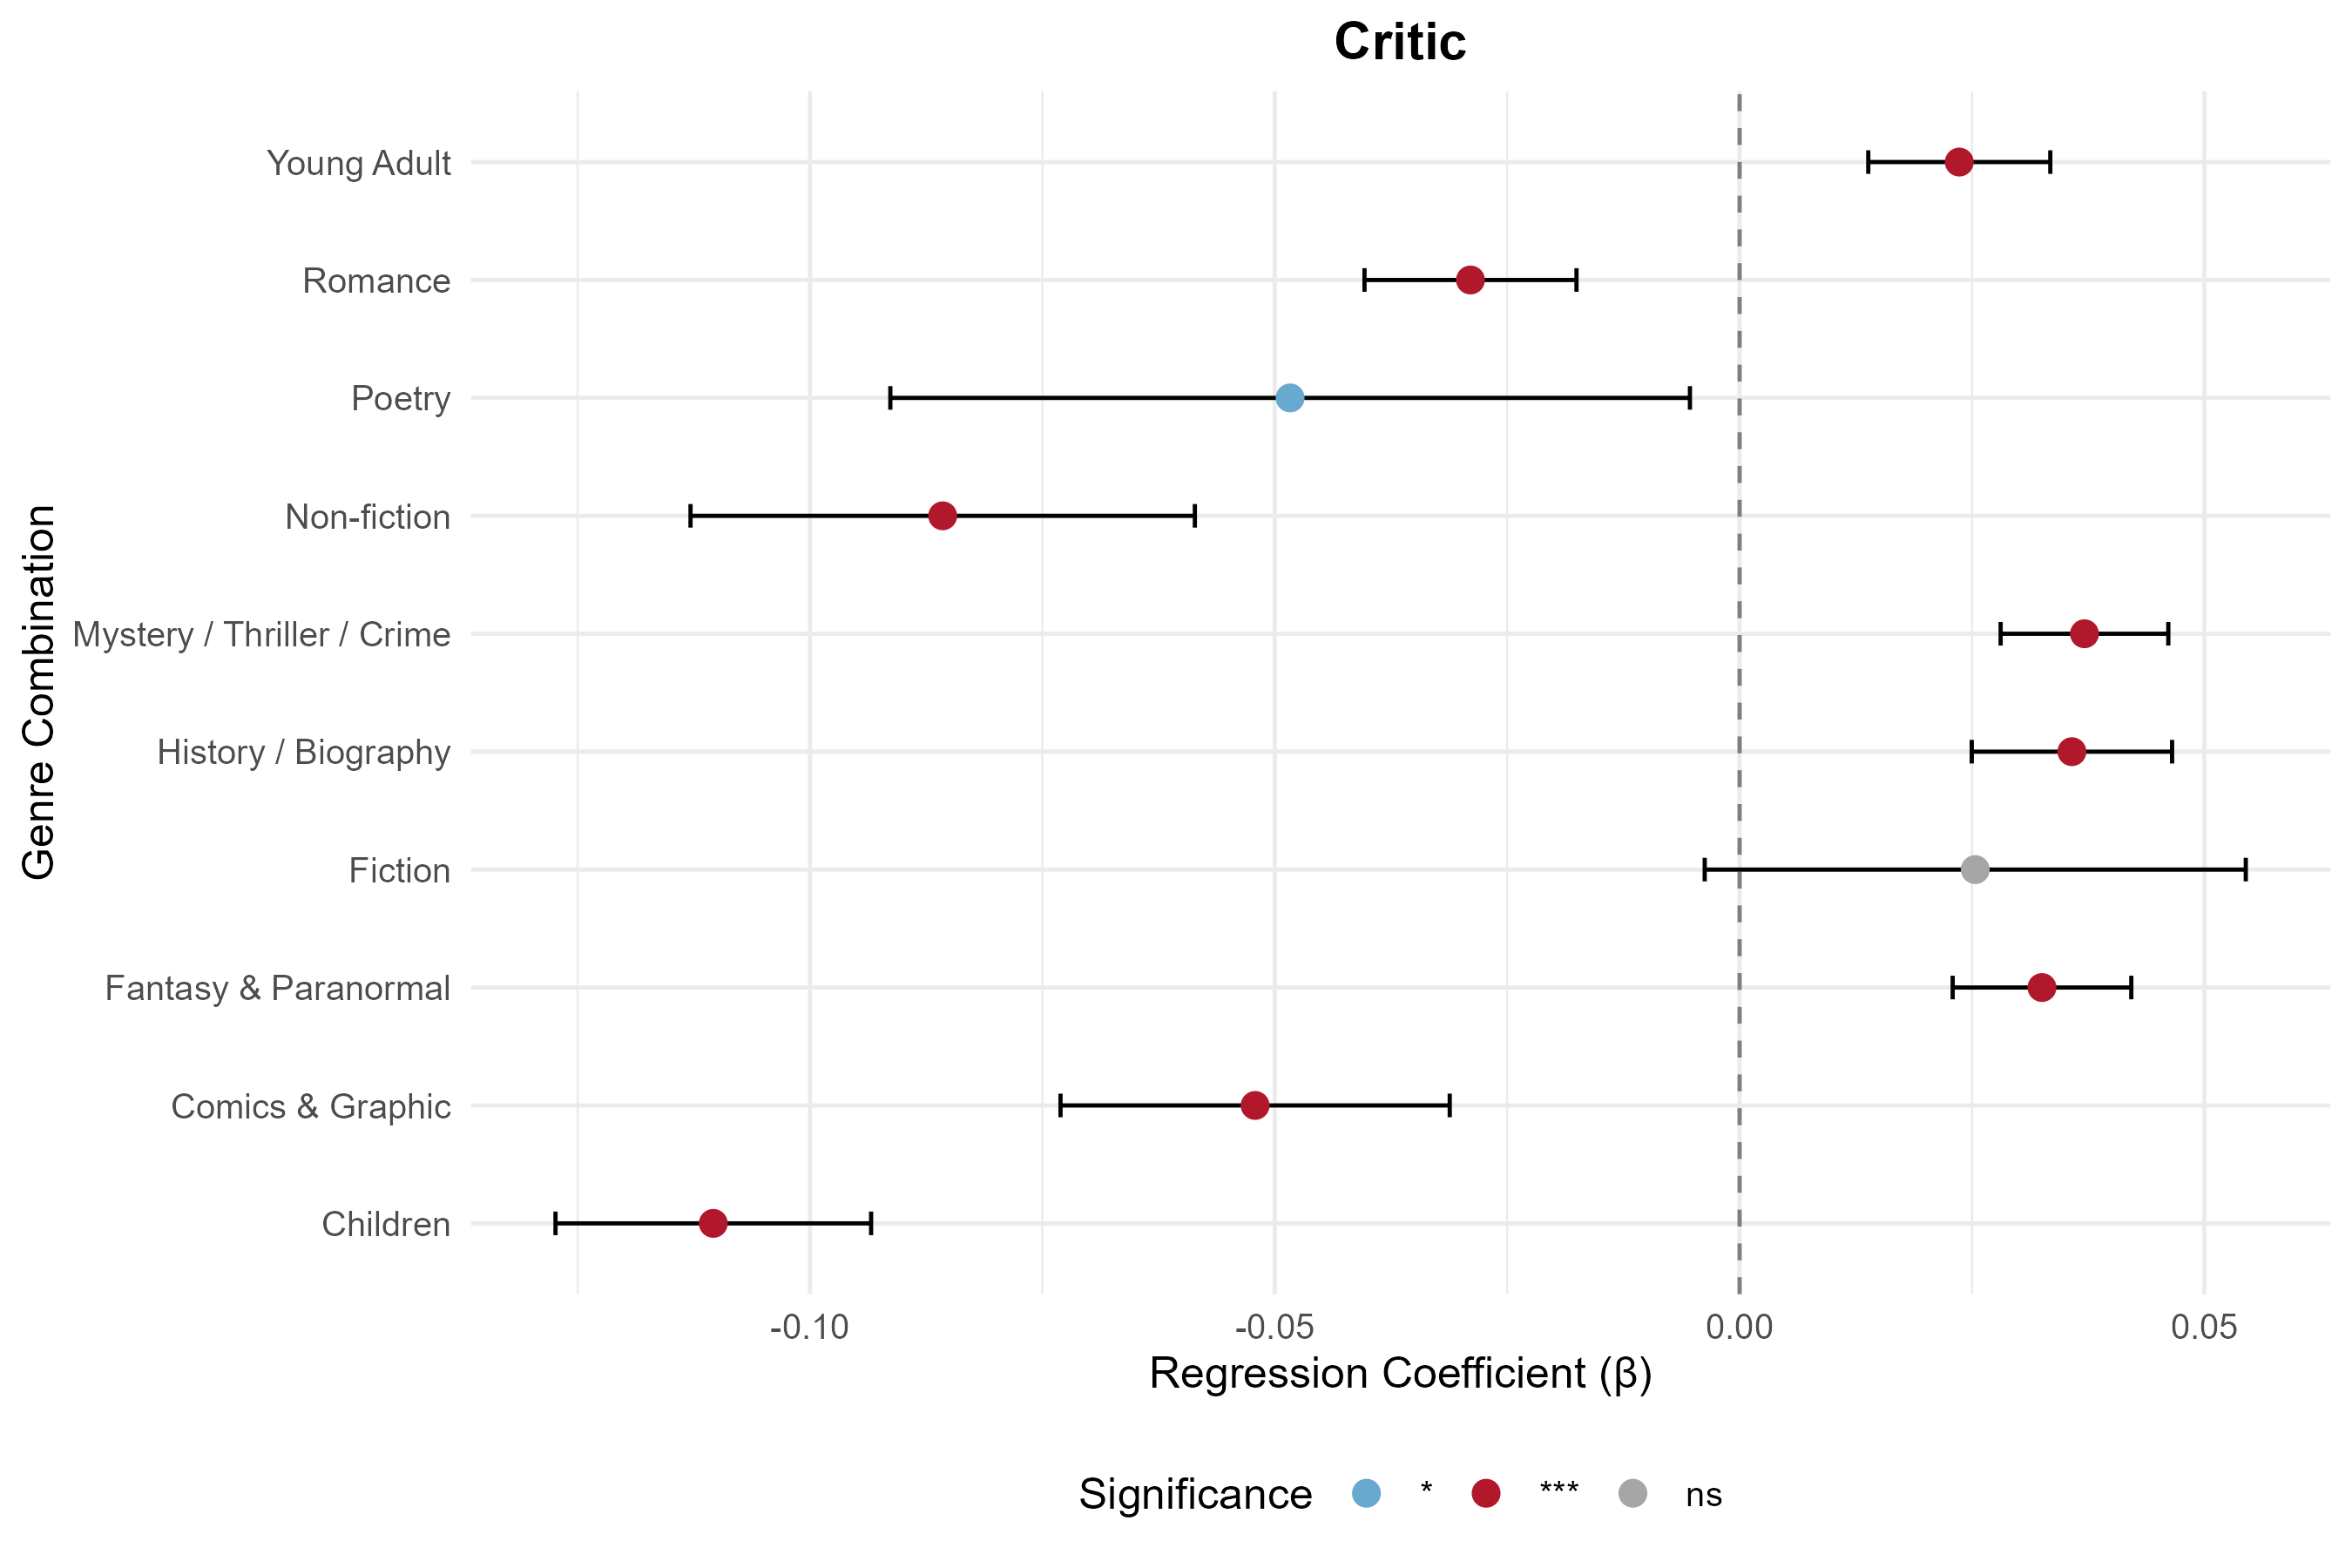 Critic
Genre Combination
Young Adult
Romance
Poetry
Non-fiction
Mystery / Thriller / Crime
History / Biography
Fiction
Fantasy & Paranormal
Comics & Graphic
Children
-0.10 -0.05 0.00 0.05
Regression Coefficient (β)
Significance * *** ns